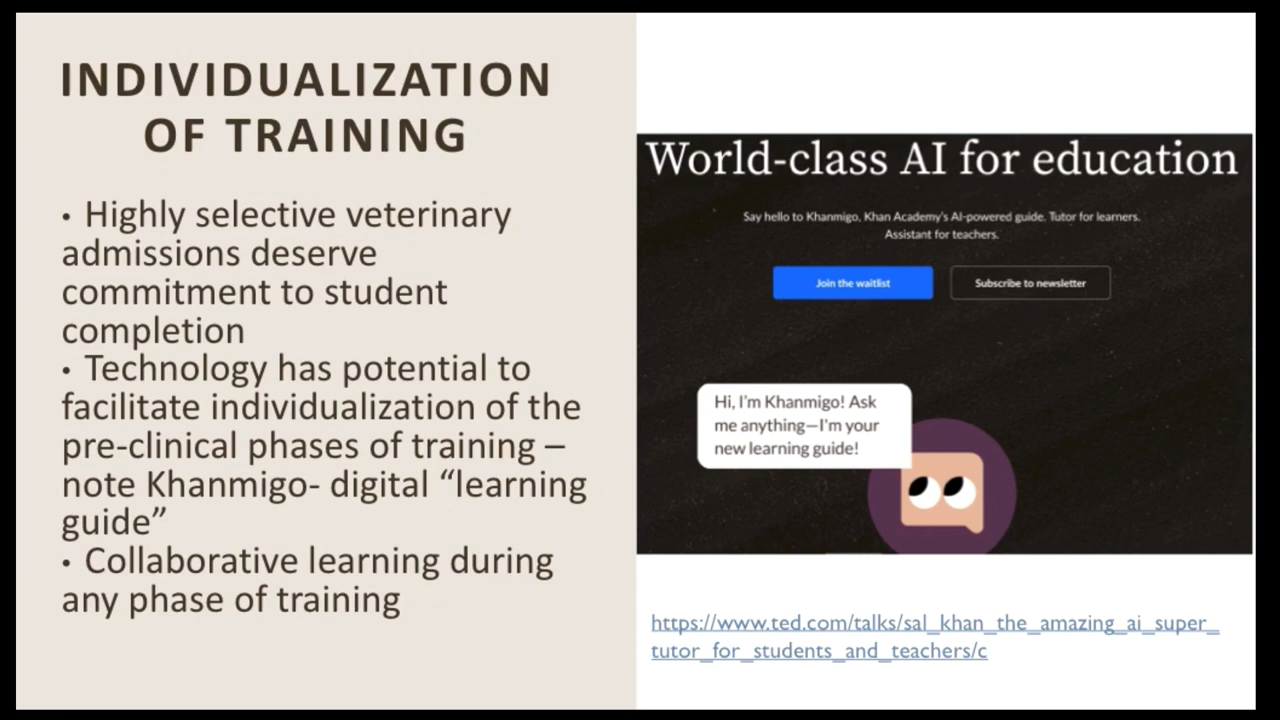 INDIVIDUALIZATION
OF TRAINING
• Highly selective veterinary
admissions deserve
commitment to student
completion
• Technology has potential to
facilitate individualization of the
pre-clinical phases of training –
note Khanmigo- digital “learning
guide”
• Collaborative learning during
any phase of training
World-class AI for education
Say hello to Khanmigo, Khan Academy's AI-powered guide. Tutor for learners.
Assistant for teachers.
Join the waitlist
Subscribe to newsletter
Hi, I'm Khanmigo! Ask
me anything—I'm your
new learning guide!
https://www.ted.com/talks/sal_khan_the_amazing_ai_super_
tutor_for_students_and_teachers/c